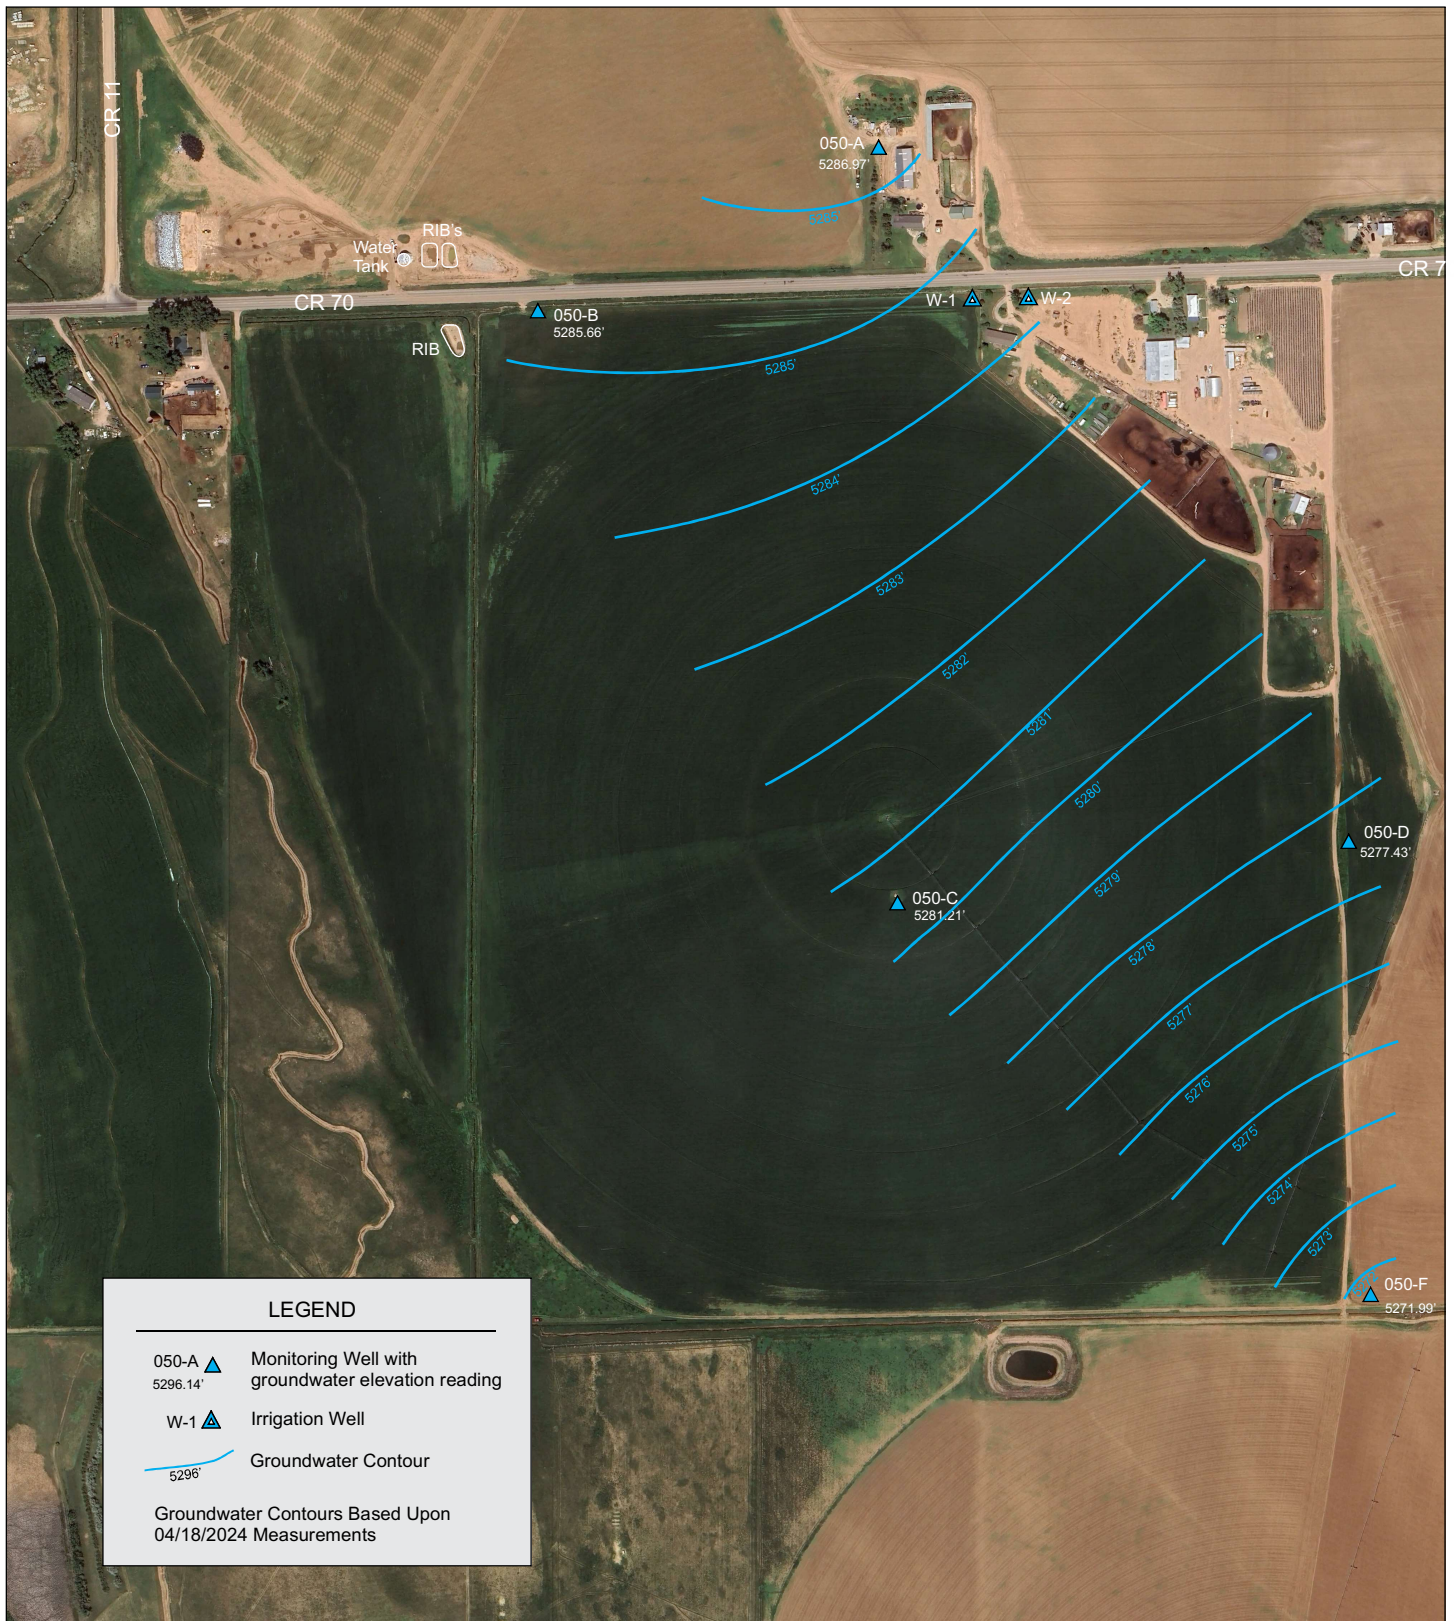 CR 11
050-A
5286.97'
5285'
RIB's
Water
Tank
CR 7
CR 70
W-1
W-2
050-B
5285.66'
RIB
5285'
5284'
5283'
5282'
5281'
5280'
5279'
5278'
5277'
5276'
5275'
5274'
5273'
050-D
5277.43'
050-C
5281.21'
050-F
5271.99'
LEGEND
050-A
5296.14'
Monitoring Well with
groundwater elevation reading
W-1
Irrigation Well
5296'
Groundwater Contour
Groundwater Contours Based Upon
04/18/2024 Measurements